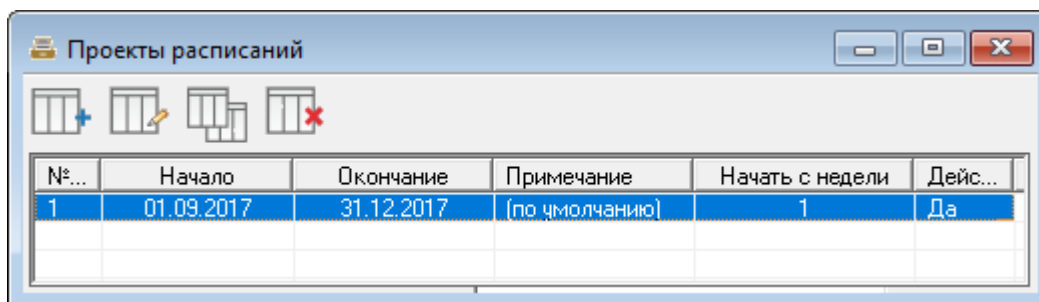 Проекты расписаний
№... Начало Окончание Примечание Начать с недели Дейс...
1 01.09.2017 31.12.2017 (по умолчанию) 1 Да